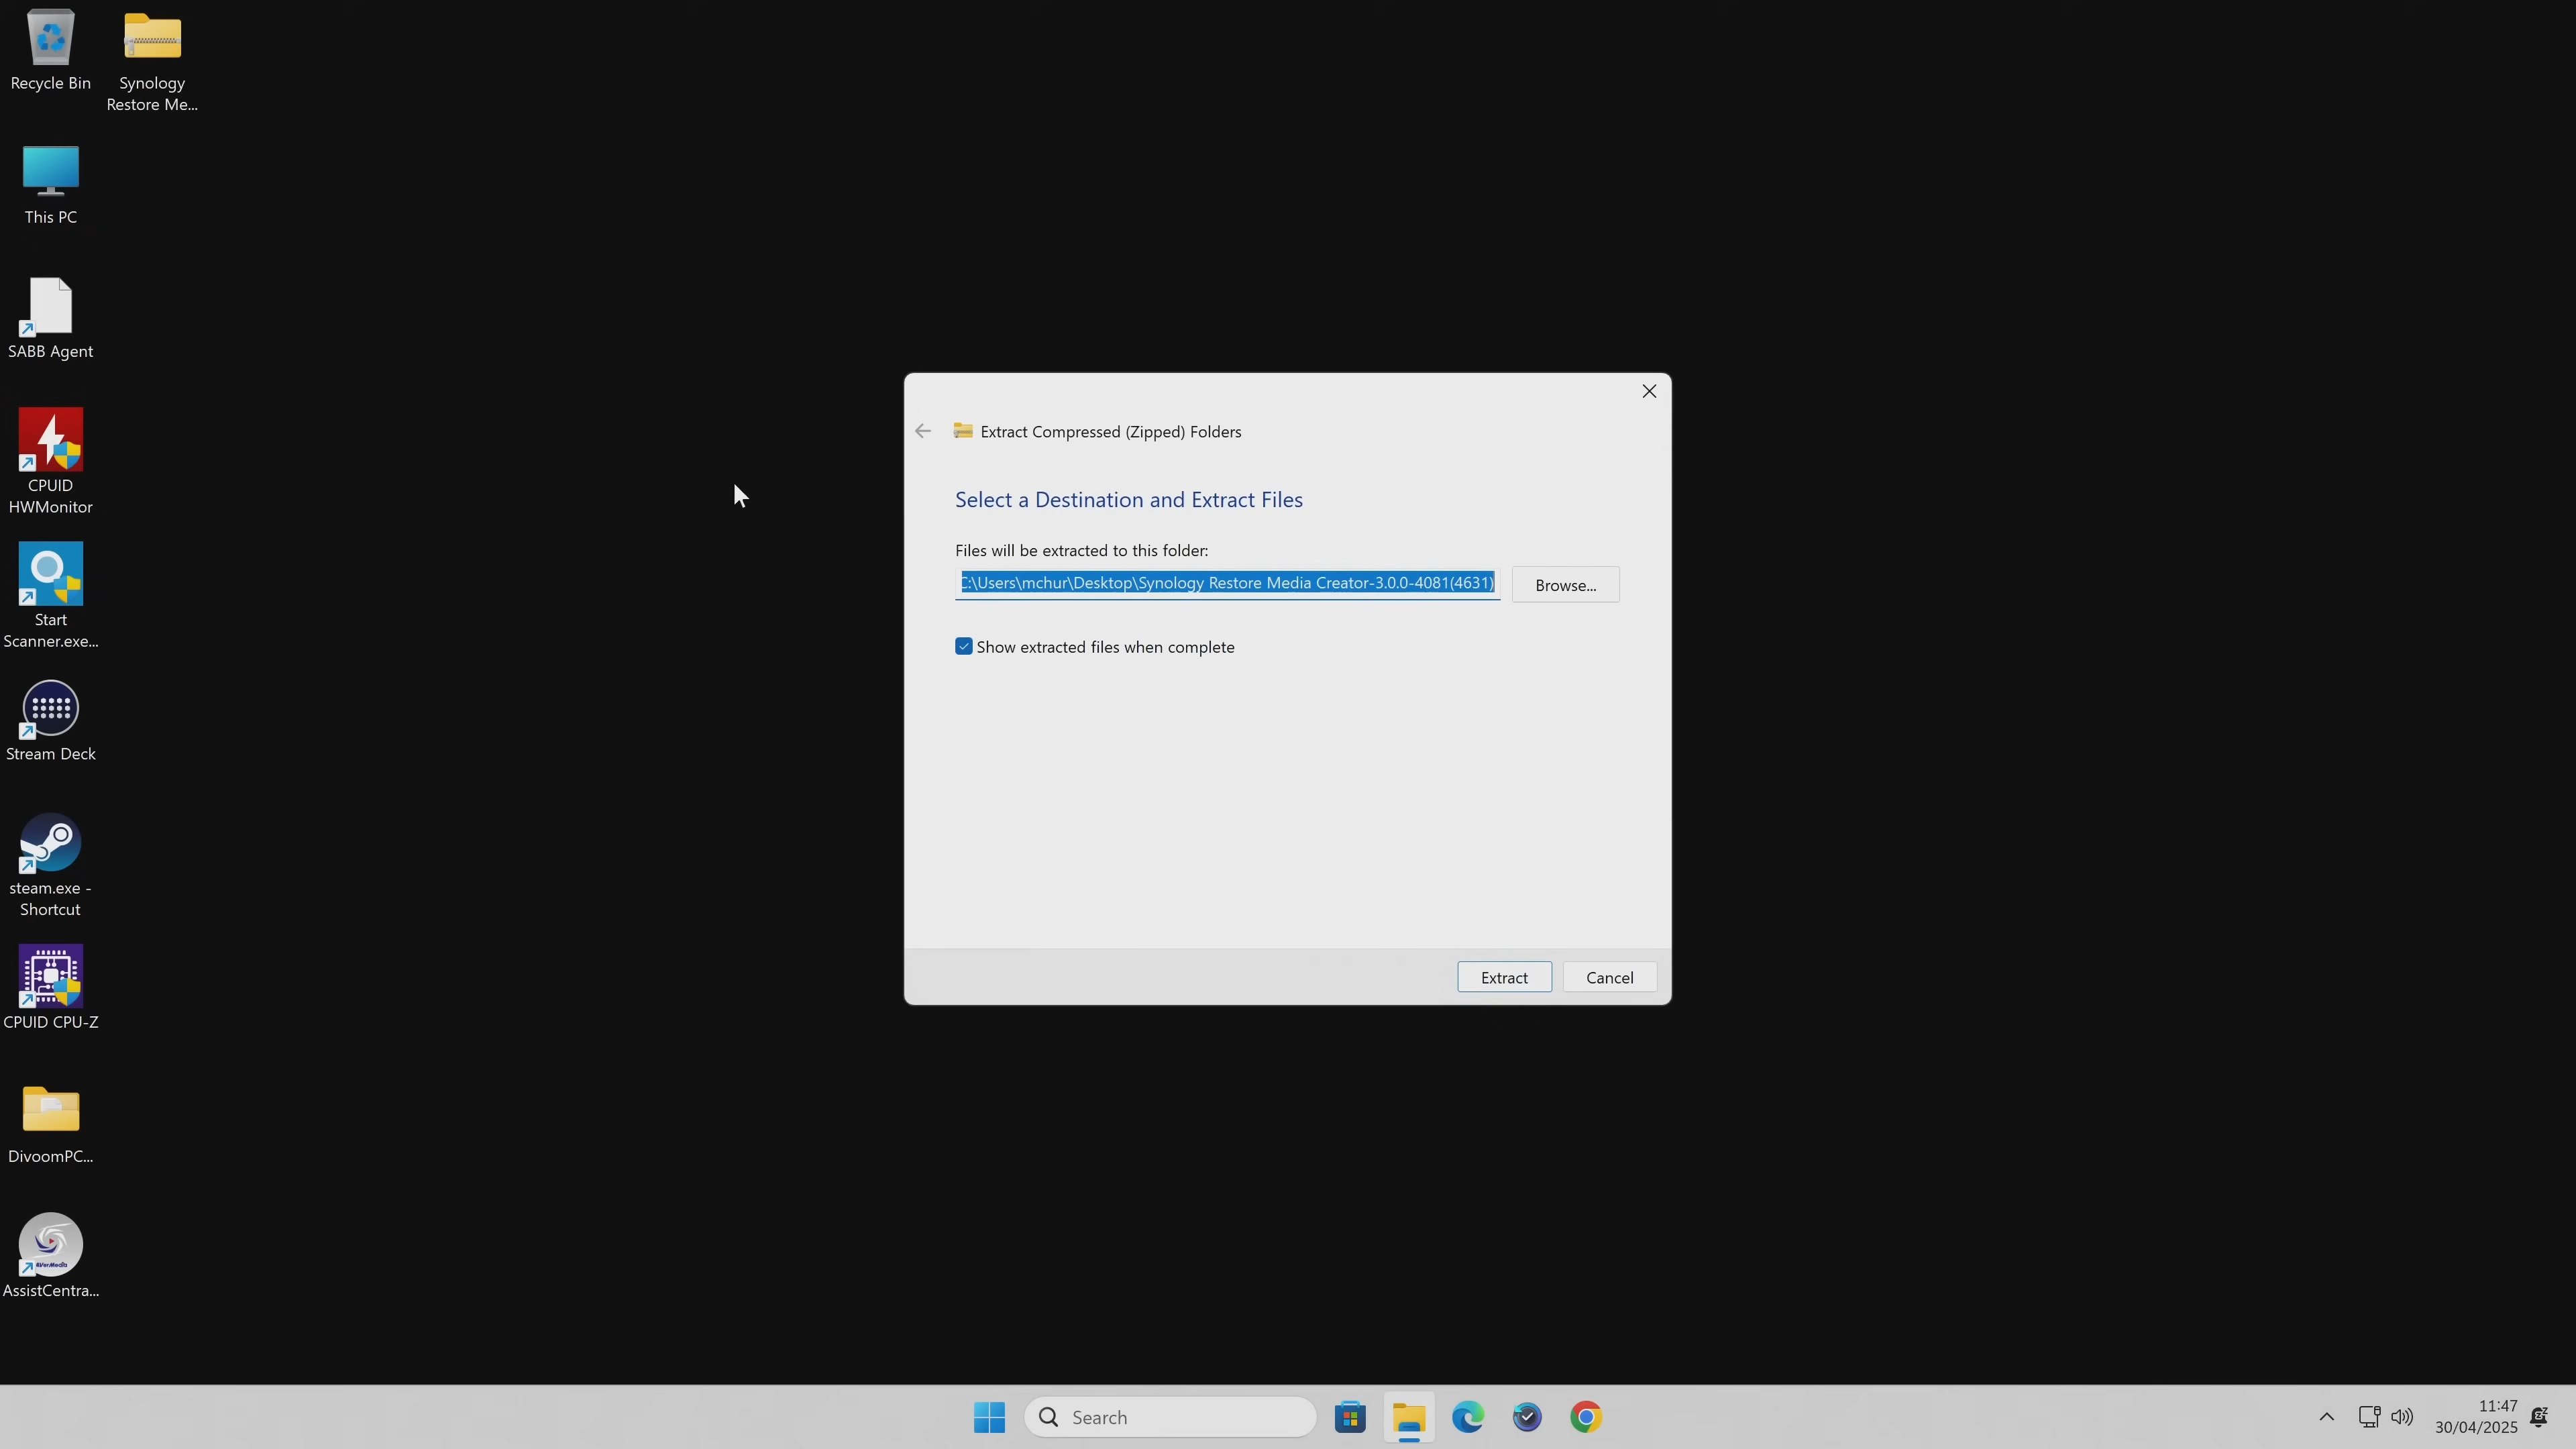 Recycle Bin
Synology
Restore Me...
This PC
SABB Agent
CPUID
HWMonitor
Start
Scanner.exe...
Stream Deck
steam.exe -
Shortcut
CPUID CPU-Z
DivoomPC...
AVerMedia
AssistCentra...
Extract Compressed (Zipped) Folders
Select a Destination and Extract Files
Files will be extracted to this folder:
C:\Users\mchur\Desktop\Synology Restore Media Creator-3.0.0-4081(4631)
Browse...
Show extracted files when complete
Extract
Cancel
Search
11:47
30/04/2025